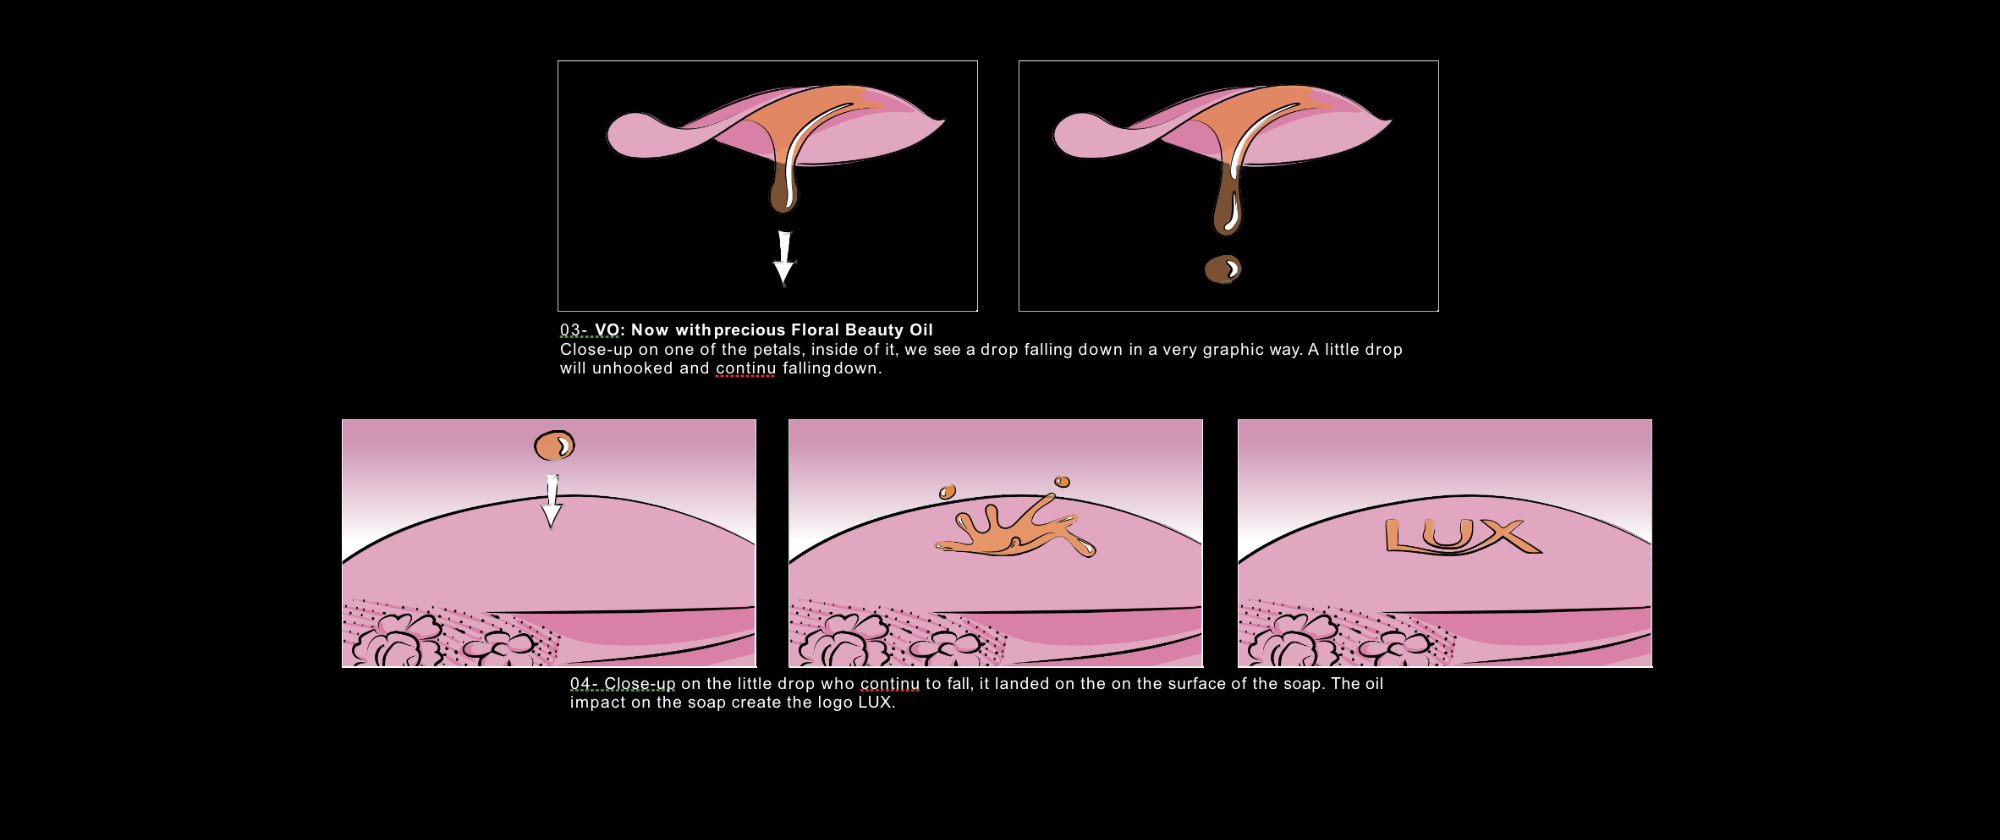 03- VO: Now with precious Floral Beauty Oil
Close-up on one of the petals, inside of it, we see a drop falling down in a very graphic way. A little drop
will unhooked and continu falling down.
LUX
04- Close-up on the little drop who continu to fall, it landed on the on the surface of the soap. The oil
impact on the soap create the logo LUX.